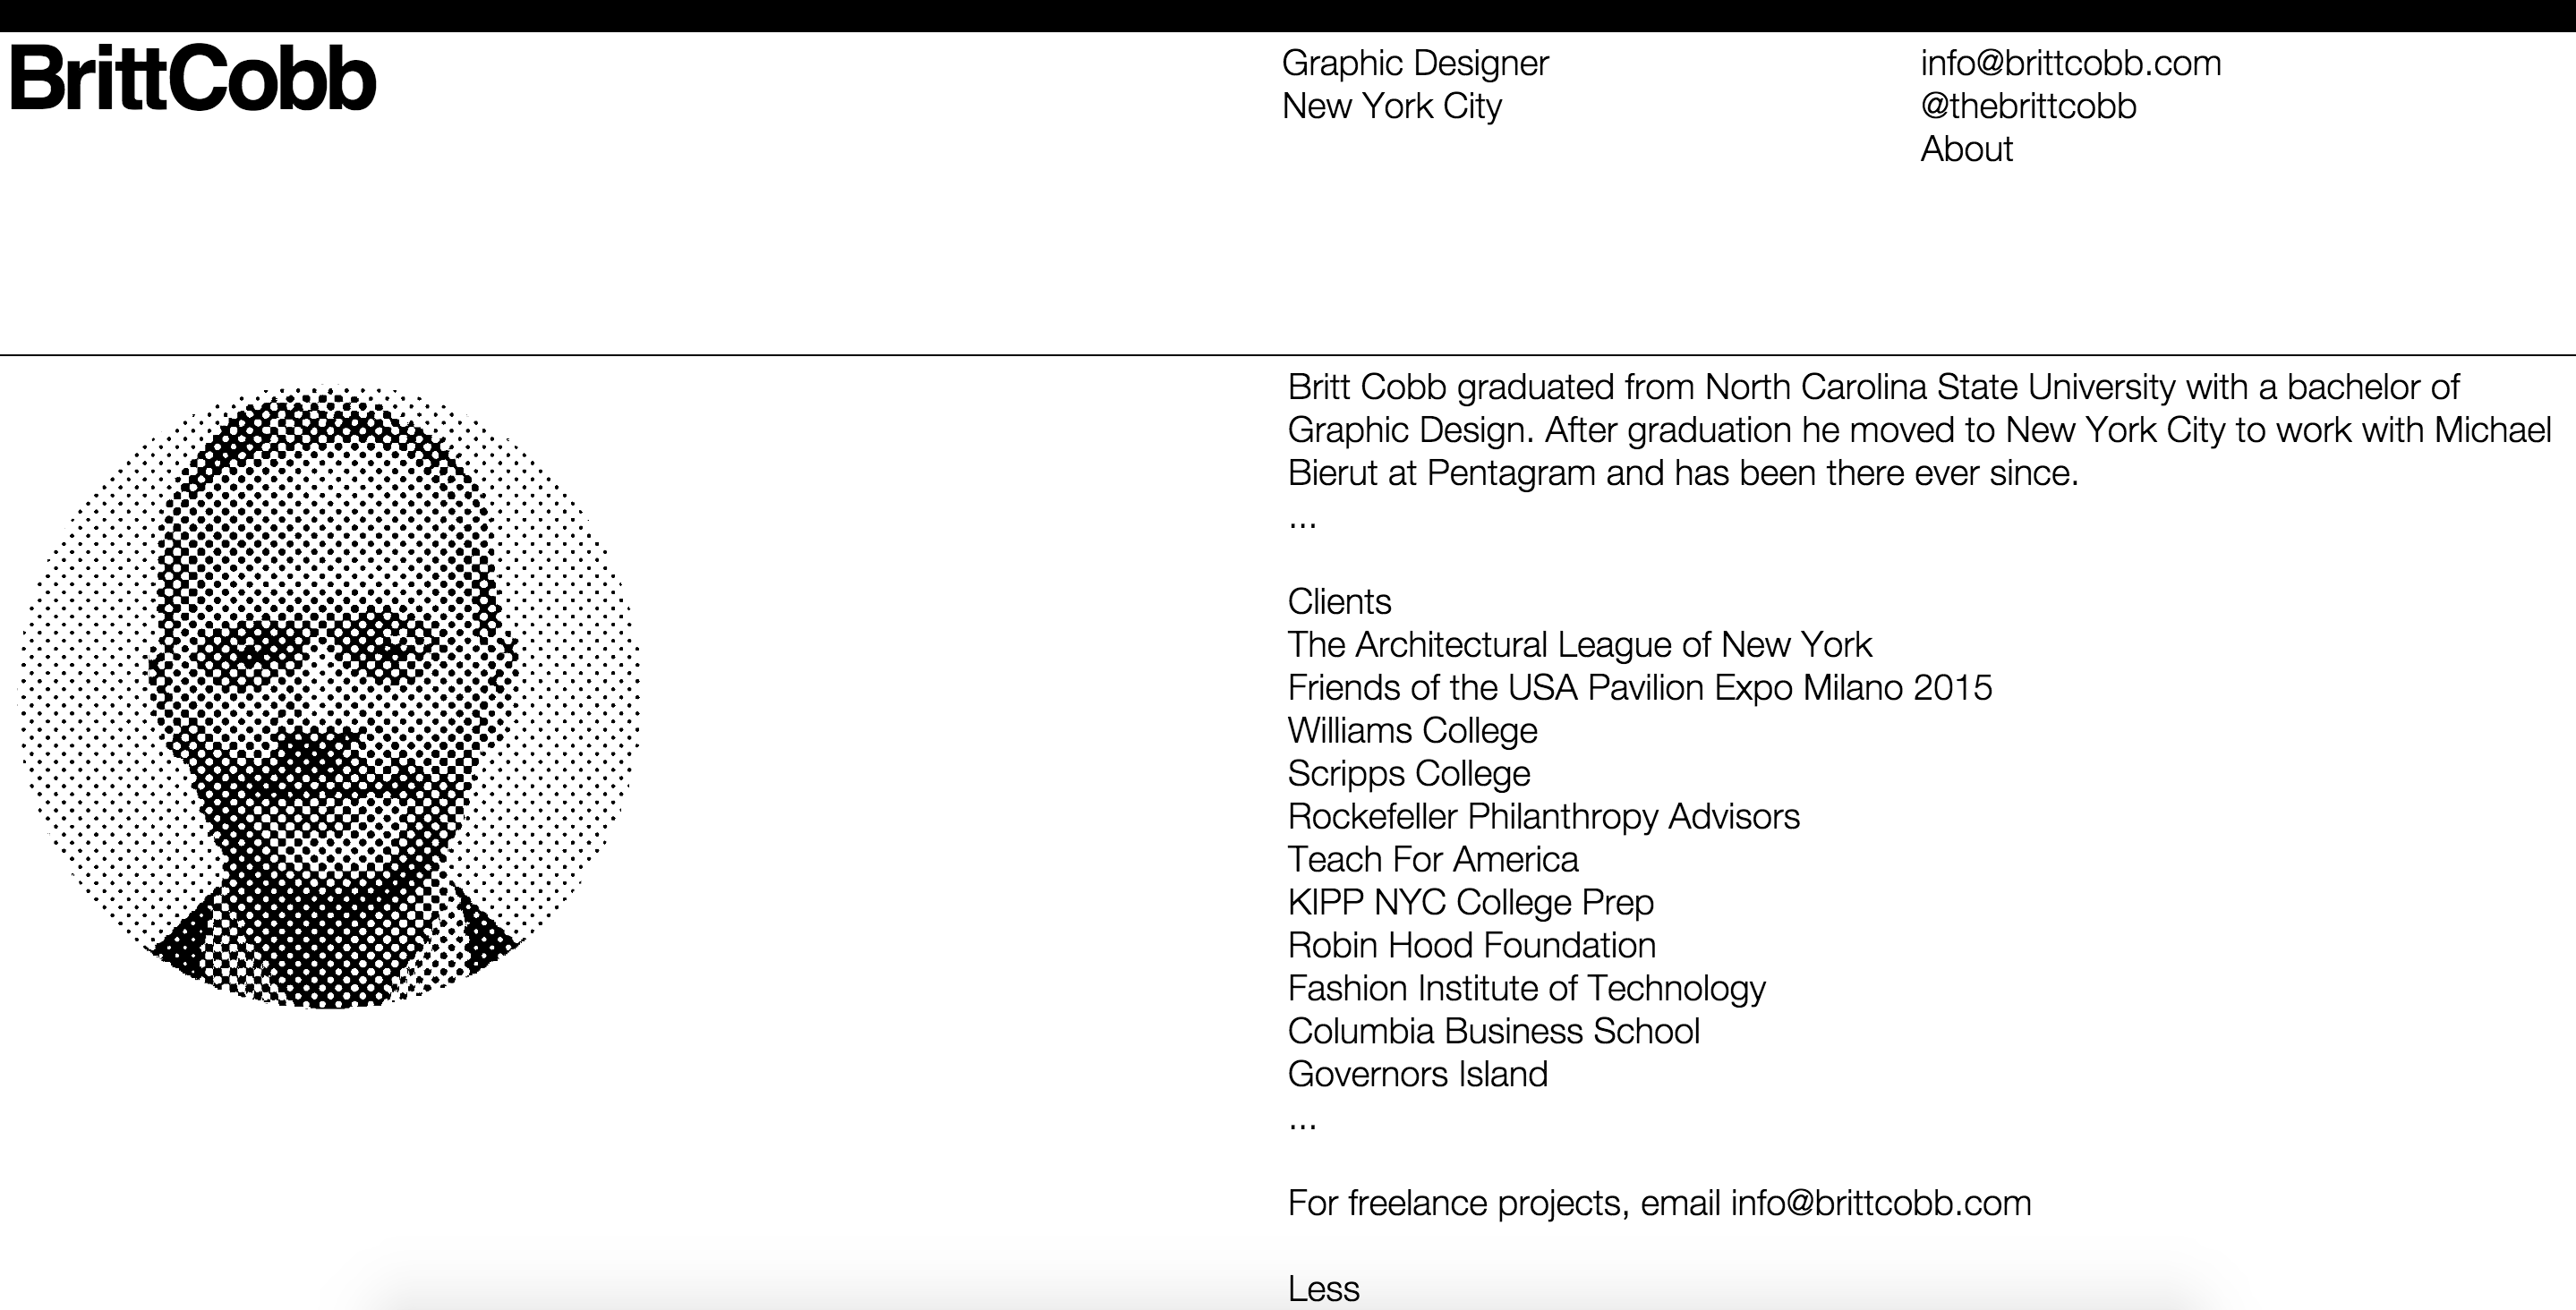 BrittCobb
Graphic Designer
New York City
info@brittcobb.com
@thebrittcobb
About
Britt Cobb graduated from North Carolina State University with a bachelor of
Graphic Design. After graduation he moved to New York City to work with Michael
Bierut at Pentagram and has been there ever since.
...
Clients
The Architectural League of New York
Friends of the USA Pavilion Expo Milano 2015
Williams College
Scripps College
Rockefeller Philanthropy Advisors
Teach For America
KIPP NYC College Prep
Robin Hood Foundation
Fashion Institute of Technology
Columbia Business School
Governors Island
...
For freelance projects, email info@brittcobb.com
Less